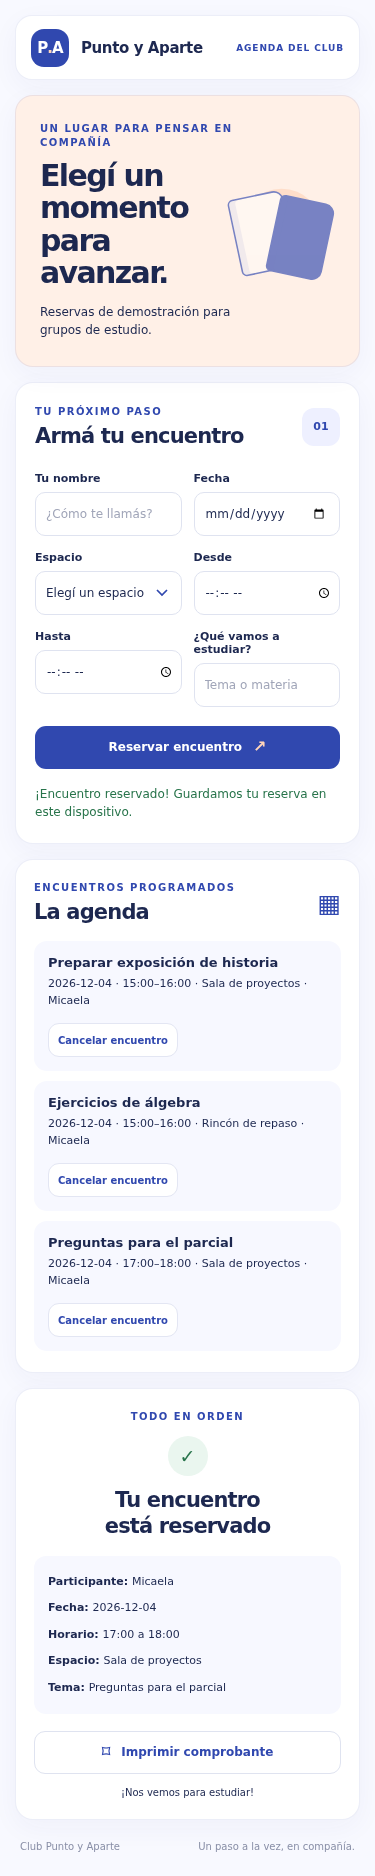 P.A Punto y Aparte AGENDA DEL CLUB
UN LUGAR PARA PENSAR EN
COMPAÑÍA
Elegí un
momento
para
avanzar.
Reservas de demostración para
grupos de estudio.
TU PRÓXIMO PASO
Armá tu encuentro
01
Tu nombre
¿Cómo te llamás?
Fecha
mm/dd/yyyy
Espacio
Elegí un espacio
Desde
--:-- --
Hasta
--:-- --
¿Qué vamos a
estudiar?
Tema o materia
Reservar encuentro ↗
¡Encuentro reservado! Guardamos tu reserva en
este dispositivo.
ENCUENTROS PROGRAMADOS
La agenda
Preparar exposición de historia
2026-12-04 · 15:00–16:00 · Sala de proyectos ·
Micaela
Cancelar encuentro
Ejercicios de álgebra
2026-12-04 · 15:00–16:00 · Rincón de repaso ·
Micaela
Cancelar encuentro
Preguntas para el parcial
2026-12-04 · 17:00–18:00 · Sala de proyectos ·
Micaela
Cancelar encuentro
TODO EN ORDEN
✓
Tu encuentro
está reservado
Participante: Micaela
Fecha: 2026-12-04
Horario: 17:00 a 18:00
Espacio: Sala de proyectos
Tema: Preguntas para el parcial
Imprimir comprobante
¡Nos vemos para estudiar!
Club Punto y Aparte
Un paso a la vez, en compañía.